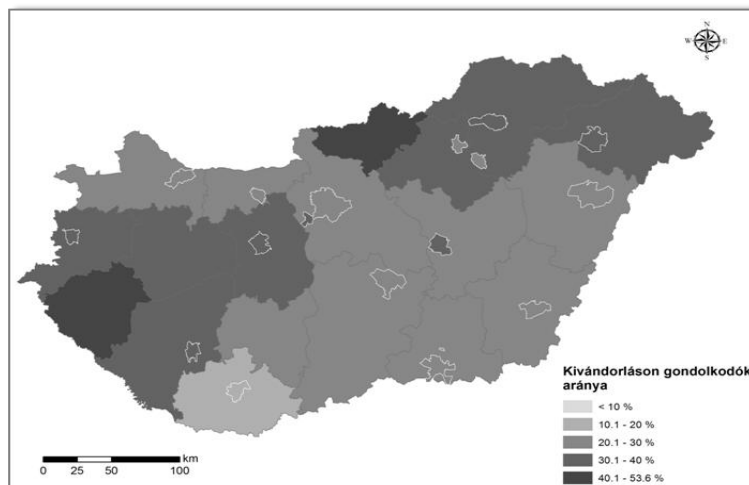 N
W E
S
Kivándorláson gondolkodók
aránya
< 10 %
10.1 - 20 %
20.1 - 30 %
30.1 - 40 %
40.1 - 53.6 %
km
0 25 50 100